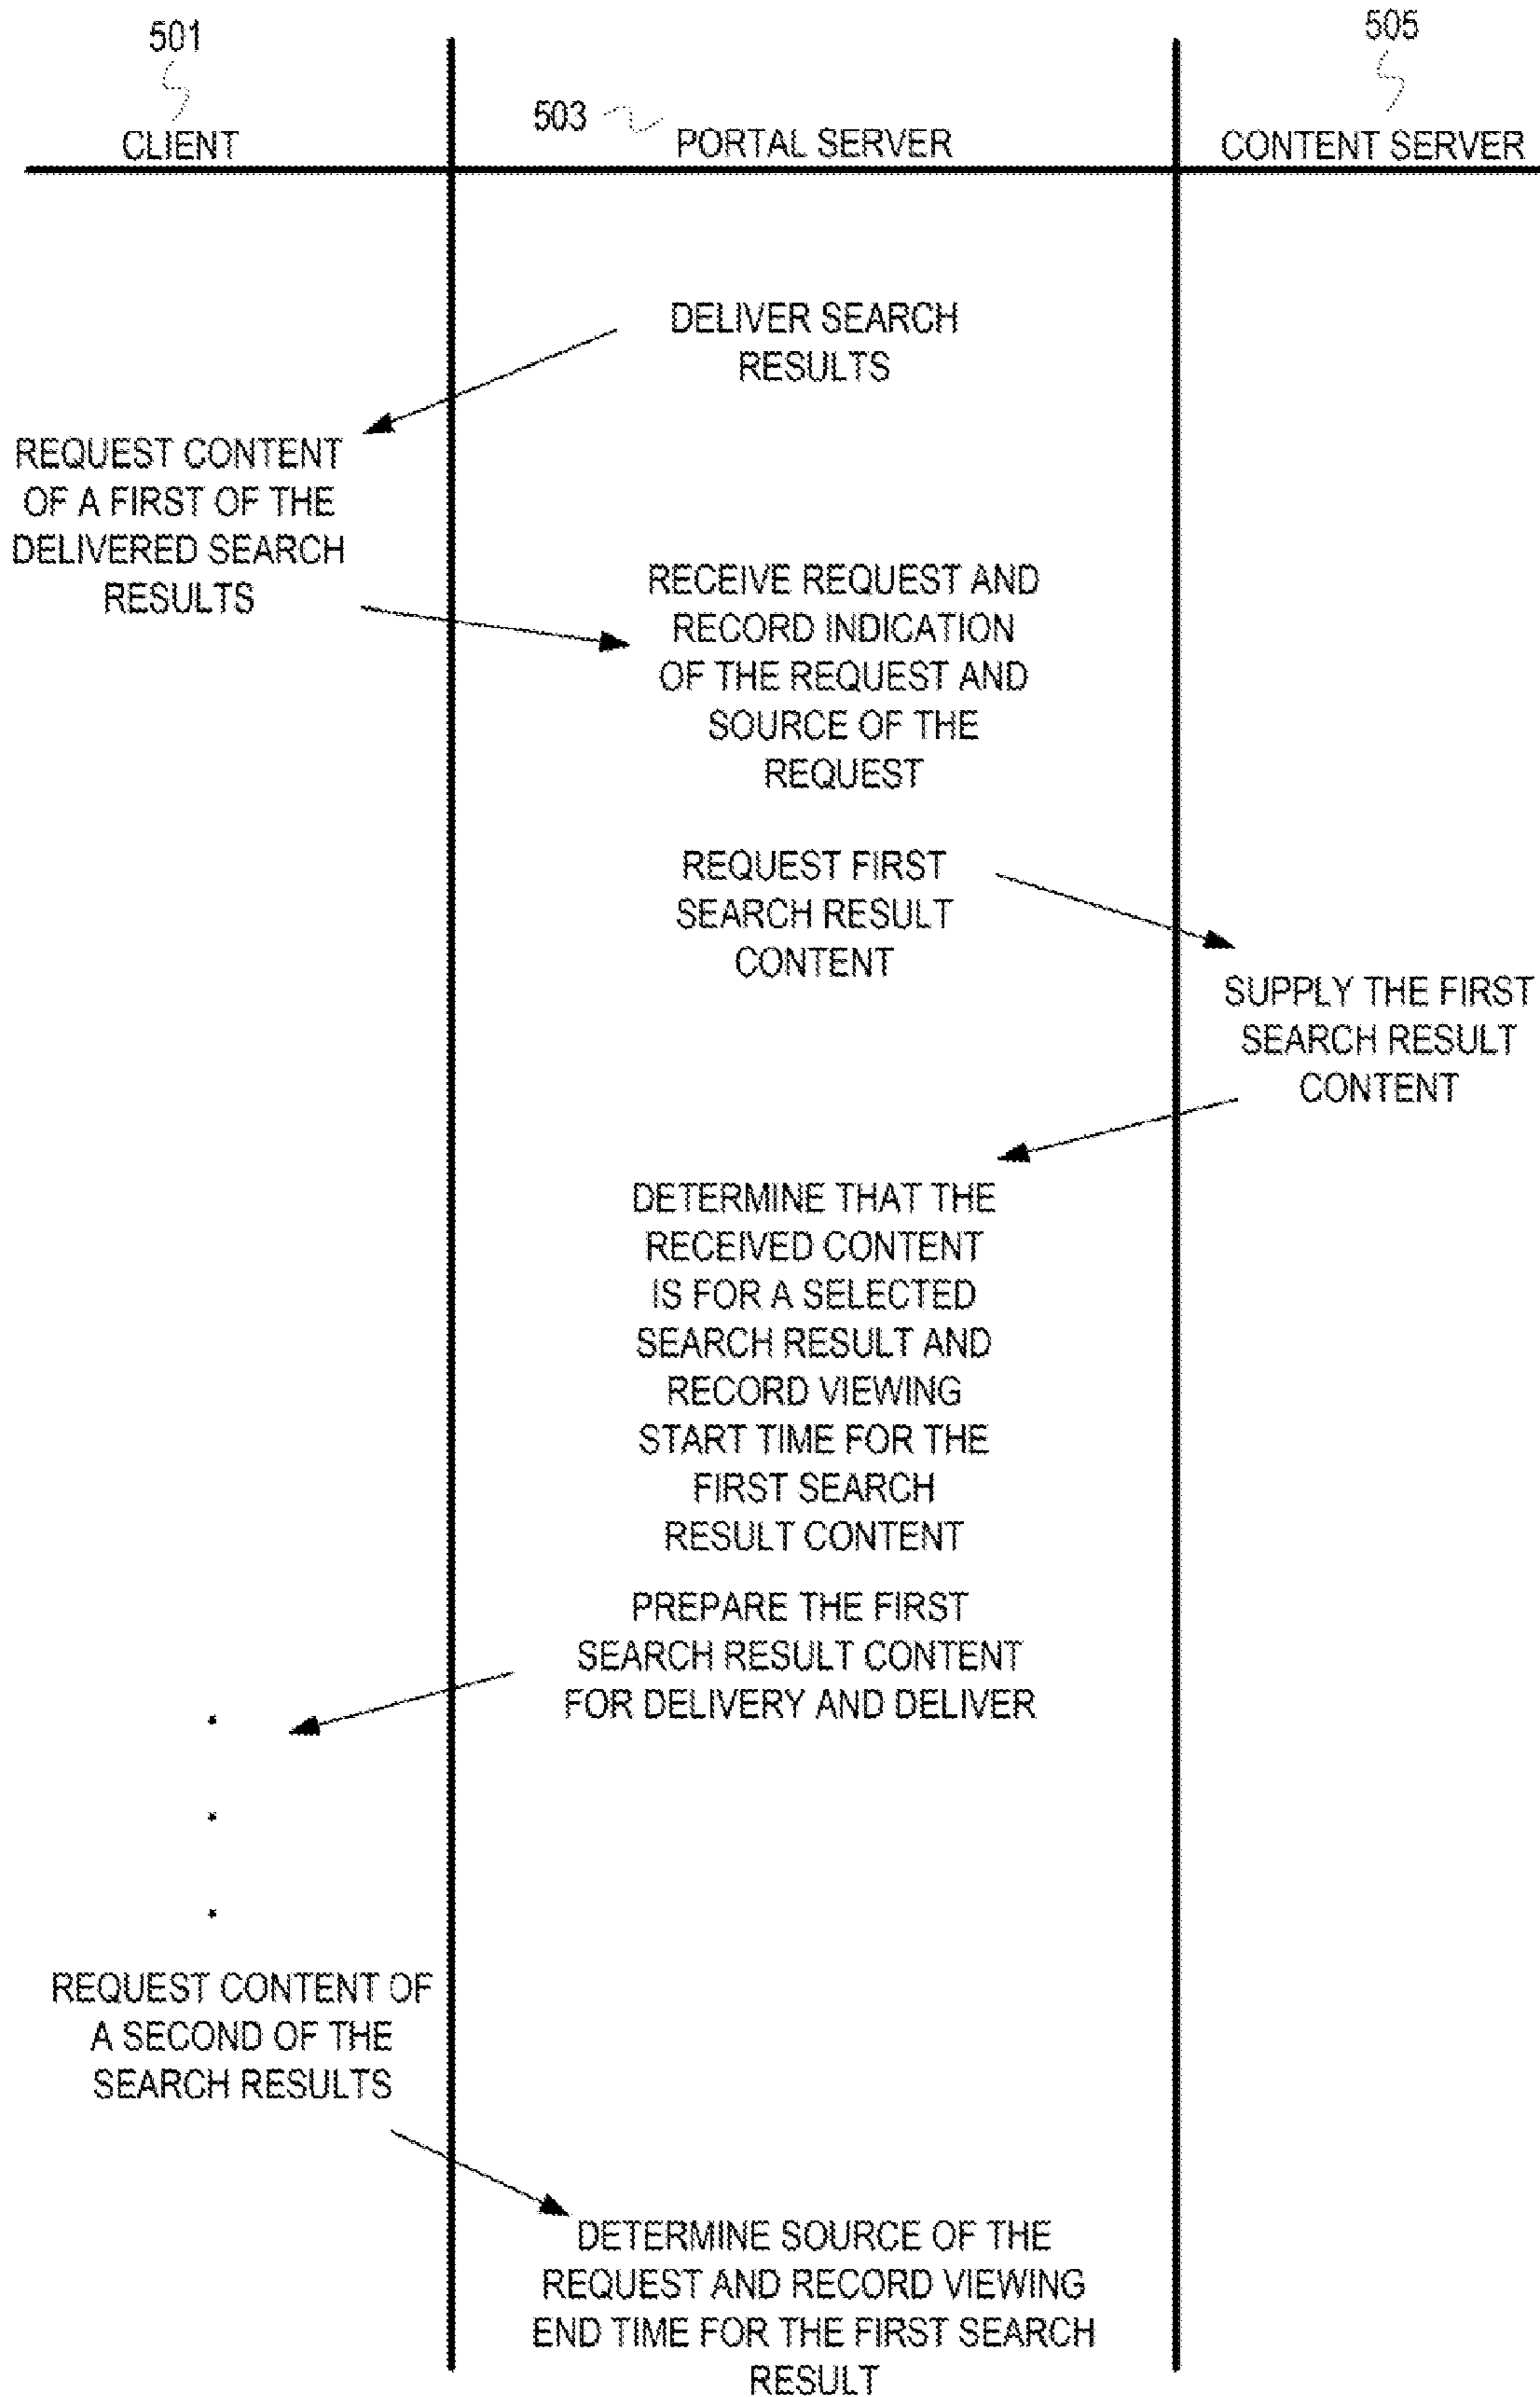 501
505
503
CLIENT
PORTAL SERVER
CONTENT SERVER
DELIVER SEARCH
RESULTS
REQUEST CONTENT
OF A FIRST OF THE
DELIVERED SEARCH
RESULTS
RECEIVE REQUEST AND
RECORD INDICATION
OF THE REQUEST AND
SOURCE OF THE
REQUEST
REQUEST FIRST
SEARCH RESULT
CONTENT
SUPPLY THE FIRST
SEARCH RESULT
CONTENT
DETERMINE THAT THE
RECEIVED CONTENT
IS FOR A SELECTED
SEARCH RESULT AND
RECORD VIEWING
START TIME FOR THE
FIRST SEARCH
RESULT CONTENT
PREPARE THE FIRST
SEARCH RESULT CONTENT
FOR DELIVERY AND DELIVER
REQUEST CONTENT OF
A SECOND OF THE
SEARCH RESULTS
DETERMINE SOURCE OF THE
REQUEST AND RECORD VIEWING
END TIME FOR THE FIRST SEARCH
RESULT